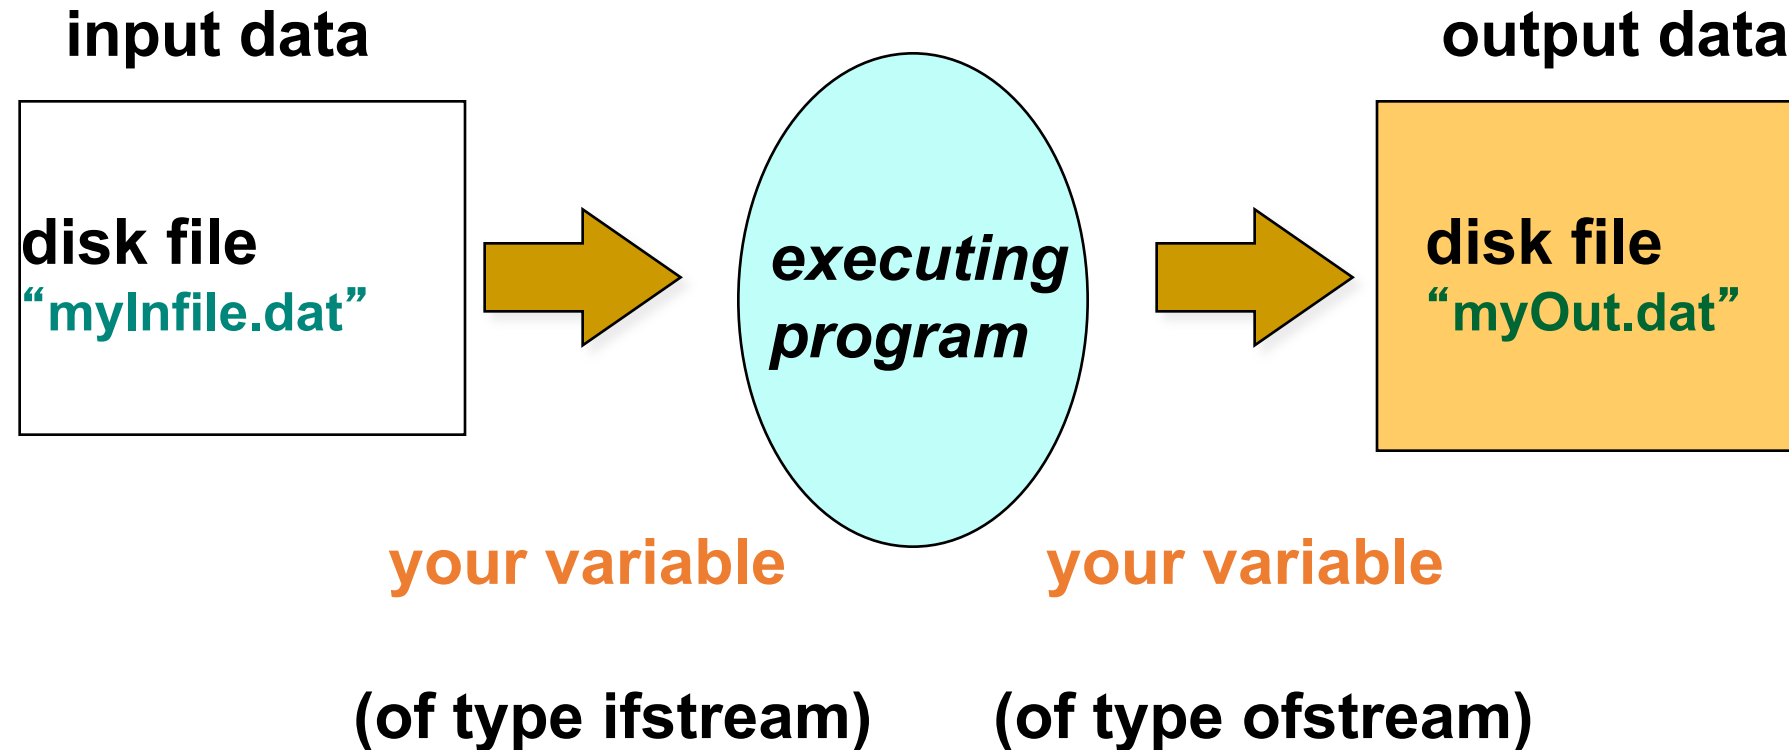 input data
output data
disk file
“myInfile.dat”
executing
program
disk file
“myOut.dat”
your variable
your variable
(of type ifstream)
(of type ofstream)